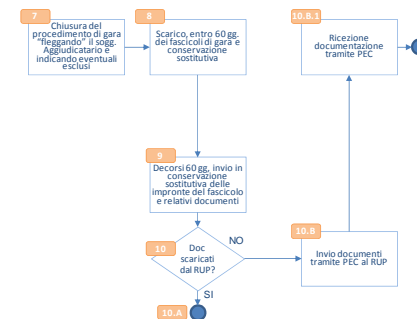 7
Chiusura del
procedimento di gara
"fleggando" il sogg.
Aggiudicatario e
indicando eventuali
esclusi
8
Scarico, entro 60 gg.
dei fascicoli di gara e
conservazione
sostitutiva
10.B.1
Ricezione
documentazione
tramite PEC
9
Decorsi 60 gg, invio in
conservazione
sostitutiva delle
impronte del fascicolo
e relativi documenti
10
Doc
scaricati
dal RUP?
NO
10.B
Invio documenti
tramite PEC al RUP
SI
10.A